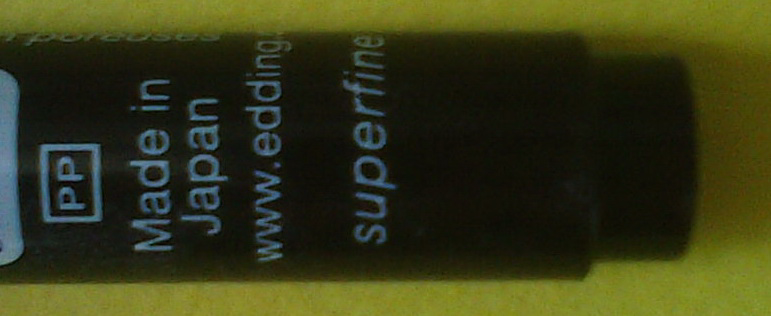 PP
Made in
Japan
www.edding.
superfine